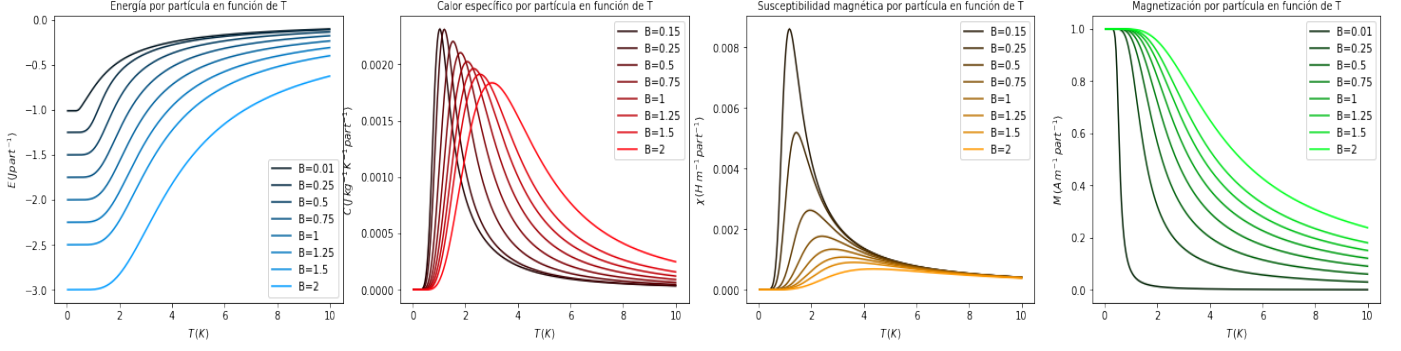 Energía por partícula en función de T
E (J part⁻¹)
0.0
−0.5
−1.0
−1.5
−2.0
−2.5
−3.0
0 2 4 6 8 10
T (K)
B=0.01
B=0.25
B=0.5
B=0.75
B=1
B=1.25
B=1.5
B=2
Calor específico por partícula en función de T
C (J kg⁻¹ K⁻¹ part⁻¹)
0.0020
0.0015
0.0010
0.0005
0.0000
0 2 4 6 8 10
T (K)
B=0.15
B=0.25
B=0.5
B=0.75
B=1
B=1.25
B=1.5
B=2
Susceptibilidad magnética por partícula en función de T
χ (H m⁻¹ part⁻¹)
0.008
0.006
0.004
0.002
0.000
0 2 4 6 8 10
T (K)
B=0.15
B=0.25
B=0.5
B=0.75
B=1
B=1.25
B=1.5
B=2
Magnetización por partícula en función de T
M (A m⁻¹ part⁻¹)
1.0
0.8
0.6
0.4
0.2
0.0
0 2 4 6 8 10
T (K)
B=0.01
B=0.25
B=0.5
B=0.75
B=1
B=1.25
B=1.5
B=2